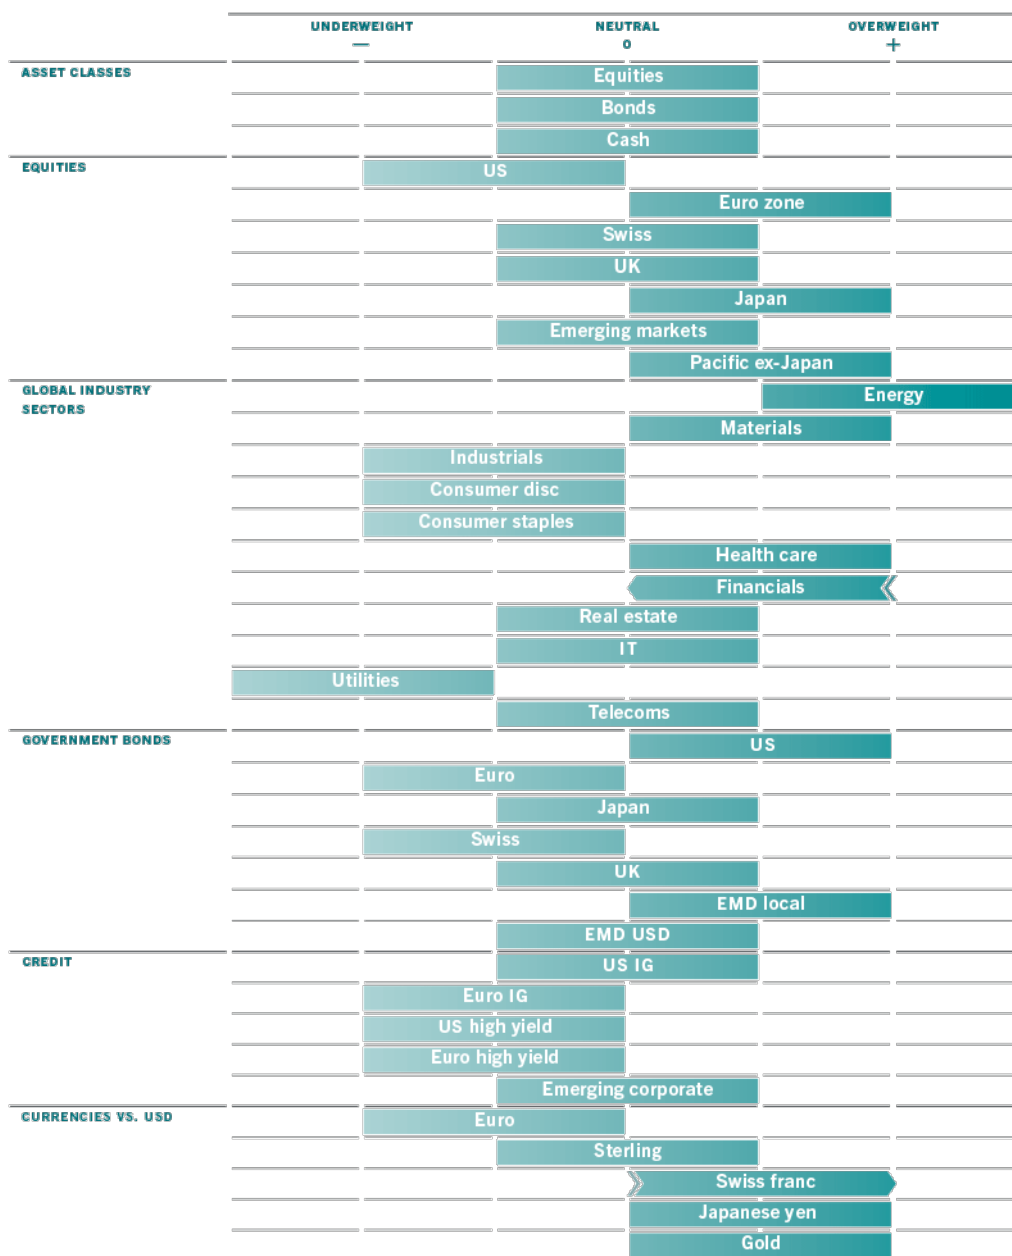 UNDERWEIGHT NEUTRAL OVERWEIGHT
— 0 +
ASSET CLASSES Equities
Bonds
Cash
EQUITIES US
Euro zone
Swiss
UK
Japan
Emerging markets
Pacific ex-Japan
GLOBAL INDUSTRY Energy
SECTORS Materials
Industrials
Consumer disc
Consumer staples
Health care
Financials
Real estate
IT
Utilities
Telecoms
GOVERNMENT BONDS US
Euro
Japan
Swiss
UK
EMD local
EMD USD
CREDIT US IG
Euro IG
US high yield
Euro high yield
Emerging corporate
CURRENCIES VS. USD Euro
Sterling
Swiss franc
Japanese yen
Gold